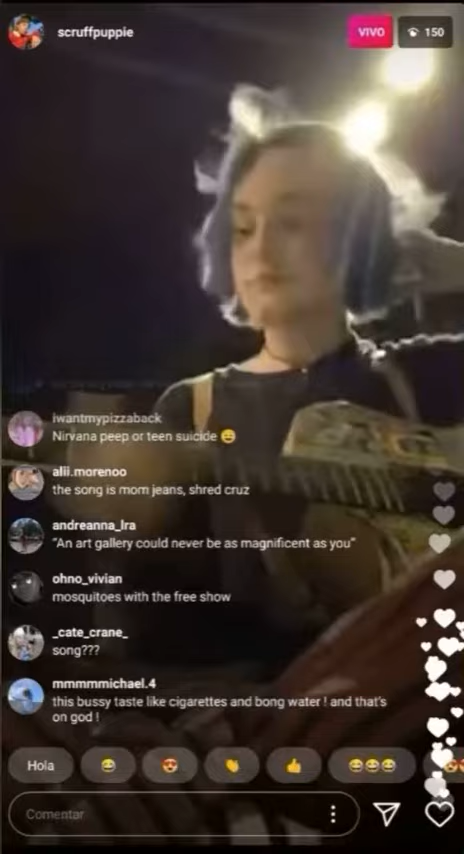 scruffpuppie
VIVO
150
iwantmypizzaback
Nirvana peep or teen suicide 😄
alii.morenoo
the song is mom jeans, shred cruz
andreanna_lra
“An art gallery could never be as magnificent as you”
ohno_vivian
mosquitoes with the free show
_cate_crane_
song???
mmmmmichael.4
this bussy taste like cigarettes and bong water ! and that's
on god !
Hola 😂 😍 👏 👍 😂😂😂
Comentar